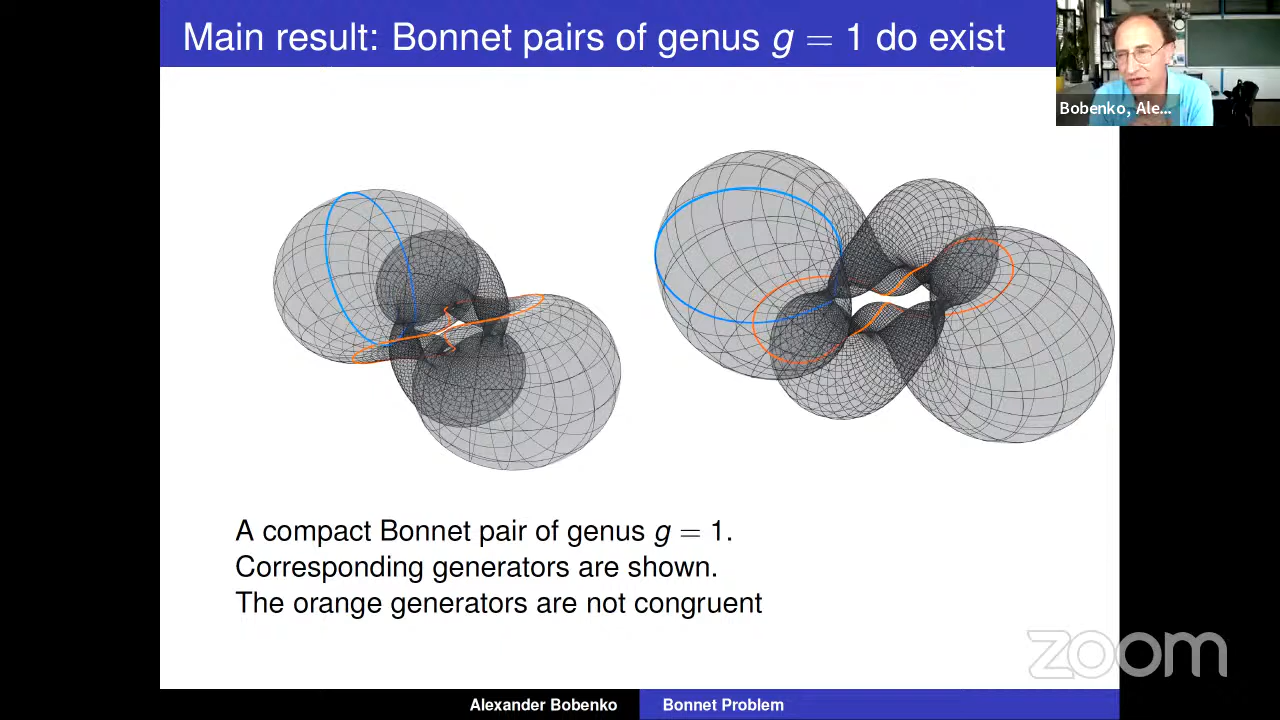 Main result: Bonnet pairs of genus g = 1 do exist
Bobenko, Ale...
A compact Bonnet pair of genus g = 1.
Corresponding generators are shown.
The orange generators are not congruent
zoom
Alexander Bobenko
Bonnet Problem